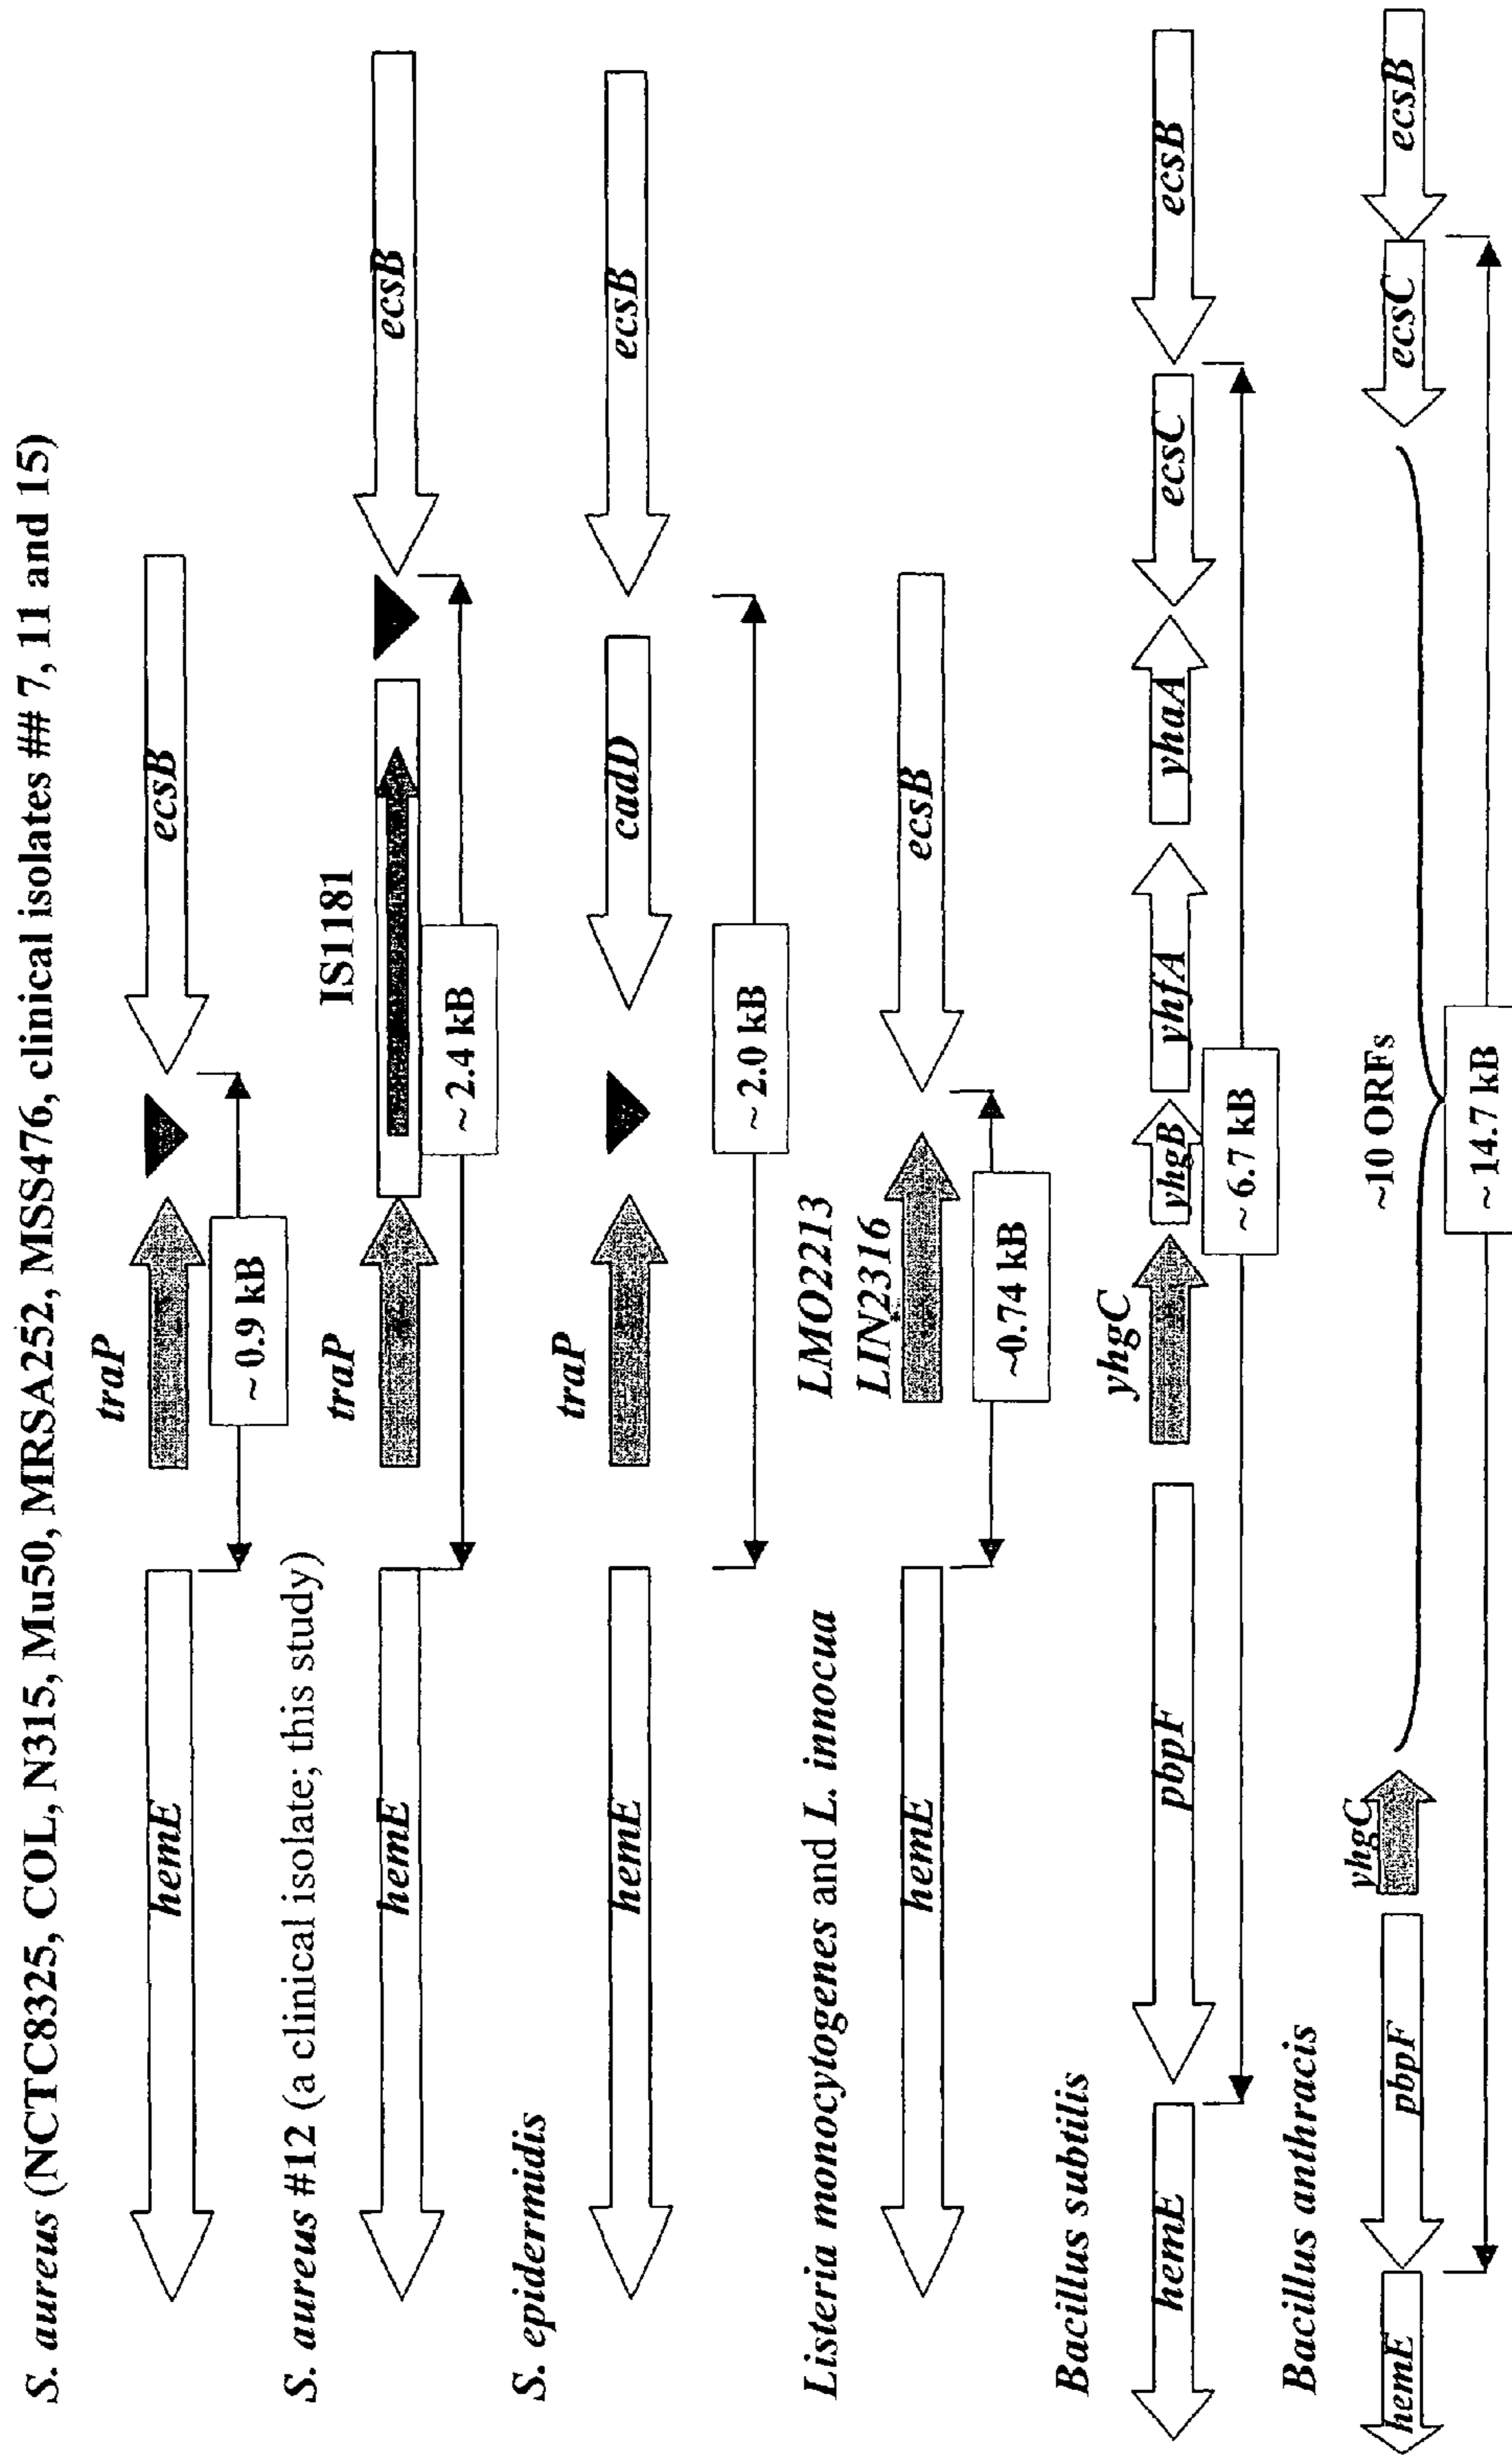 S. aureus (NCTC8325, COL, N315, Mu50, MRSA252, MSS476, clinical isolates ## 7, 11 and 15)
traP
hemE
ecsB
~ 0.9 kB
S. aureus #12 (a clinical isolate; this study)
traP
IS1181
hemE
ecsB
~ 2.4 kB
S. epidermidis
traP
hemE
cadD
ecsB
~ 2.0 kB
Listeria monocytogenes and L. innocua
LMO2213
LIN2316
hemE
ecsB
~0.74 kB
Bacillus subtilis
yhgC
hemE
pbpF
yhgB
yhfA
yhaA
ecsC
ecsB
~ 6.7 kB
Bacillus anthracis
yhgC
~10 ORFs
hemE
pbpF
ecsC
ecsB
~ 14.7 kB